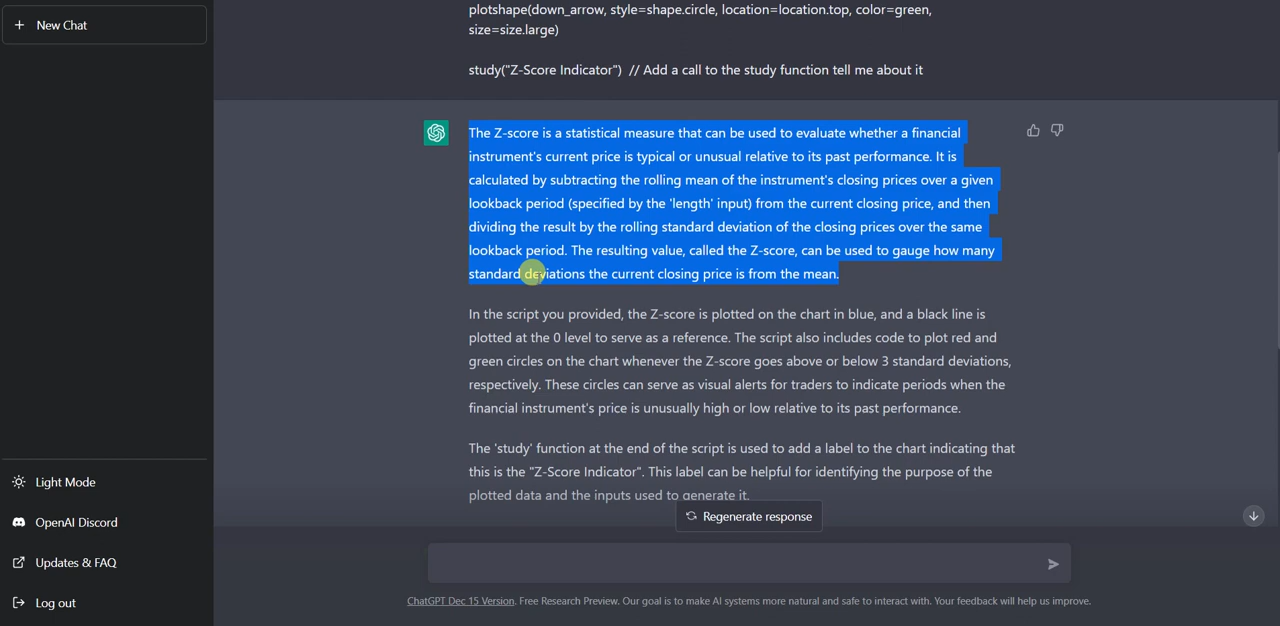 + New Chat
plotshape(down_arrow, style=shape.circle, location=location.top, color=green,
size=size.large)
study("Z-Score Indicator") // Add a call to the study function tell me about it
The Z-score is a statistical measure that can be used to evaluate whether a financial
instrument's current price is typical or unusual relative to its past performance. It is
calculated by subtracting the rolling mean of the instrument's closing prices over a given
lookback period (specified by the 'length' input) from the current closing price, and then
dividing the result by the rolling standard deviation of the closing prices over the same
lookback period. The resulting value, called the Z-score, can be used to gauge how many
standard deviations the current closing price is from the mean.
In the script you provided, the Z-score is plotted on the chart in blue, and a black line is
plotted at the 0 level to serve as a reference. The script also includes code to plot red and
green circles on the chart whenever the Z-score goes above or below 3 standard deviations,
respectively. These circles can serve as visual alerts for traders to indicate periods when the
financial instrument's price is unusually high or low relative to its past performance.
The 'study' function at the end of the script is used to add a label to the chart indicating that
this is the "Z-Score Indicator". This label can be helpful for identifying the purpose of the
plotted data and the inputs used to generate it.
Regenerate response
Light Mode
OpenAI Discord
Updates & FAQ
Log out
ChatGPT Dec 15 Version. Free Research Preview. Our goal is to make AI systems more natural and safe to interact with. Your feedback will help us improve.